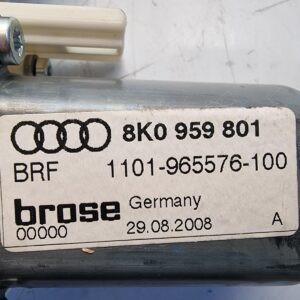 8K0 959 801
BRF 1101-965576-100
brose Germany
00000 29.08.2008 A